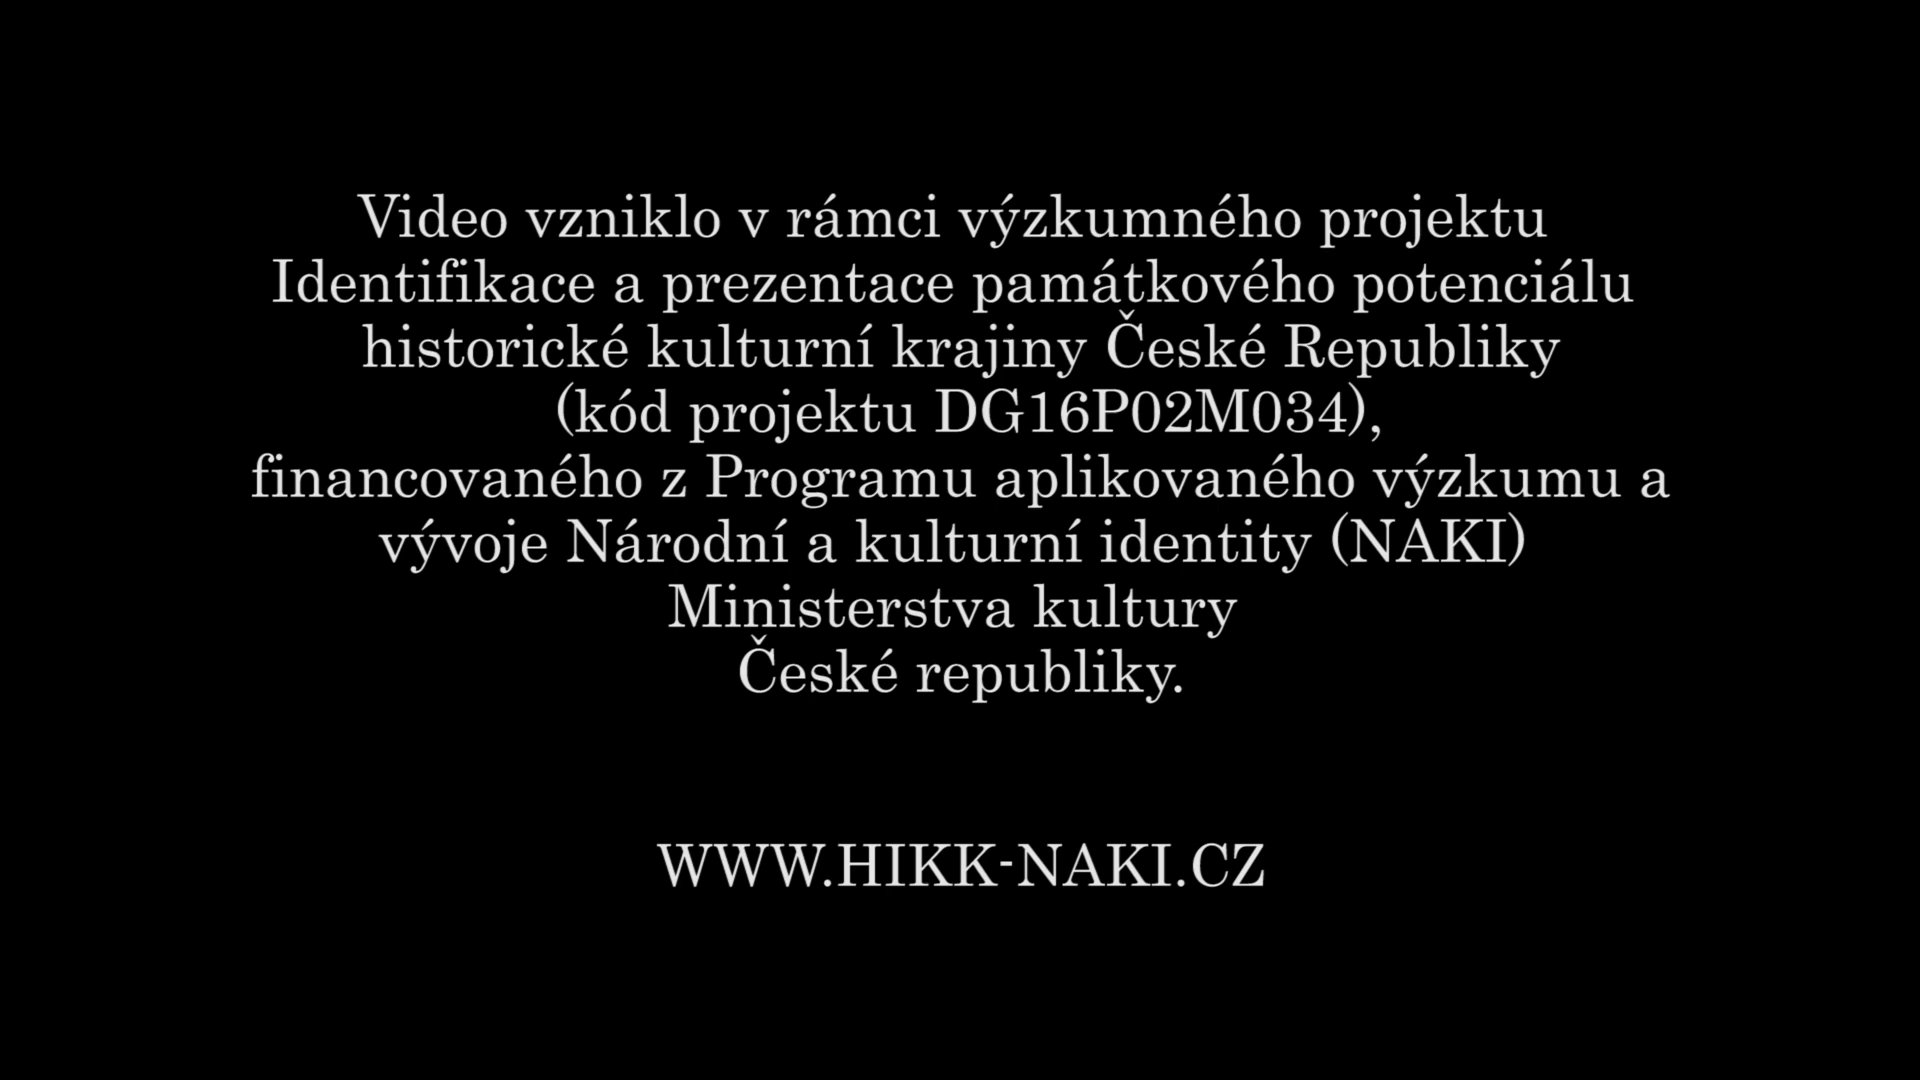 Video vzniklo v rámci výzkumného projektu
Identifikace a prezentace památkového potenciálu
historické kulturní krajiny České Republiky
(kód projektu DG16P02M034),
financovaného z Programu aplikovaného výzkumu a
vývoje Národní a kulturní identity (NAKI)
Ministerstva kultury
České republiky.
WWW.HIKK-NAKI.CZ